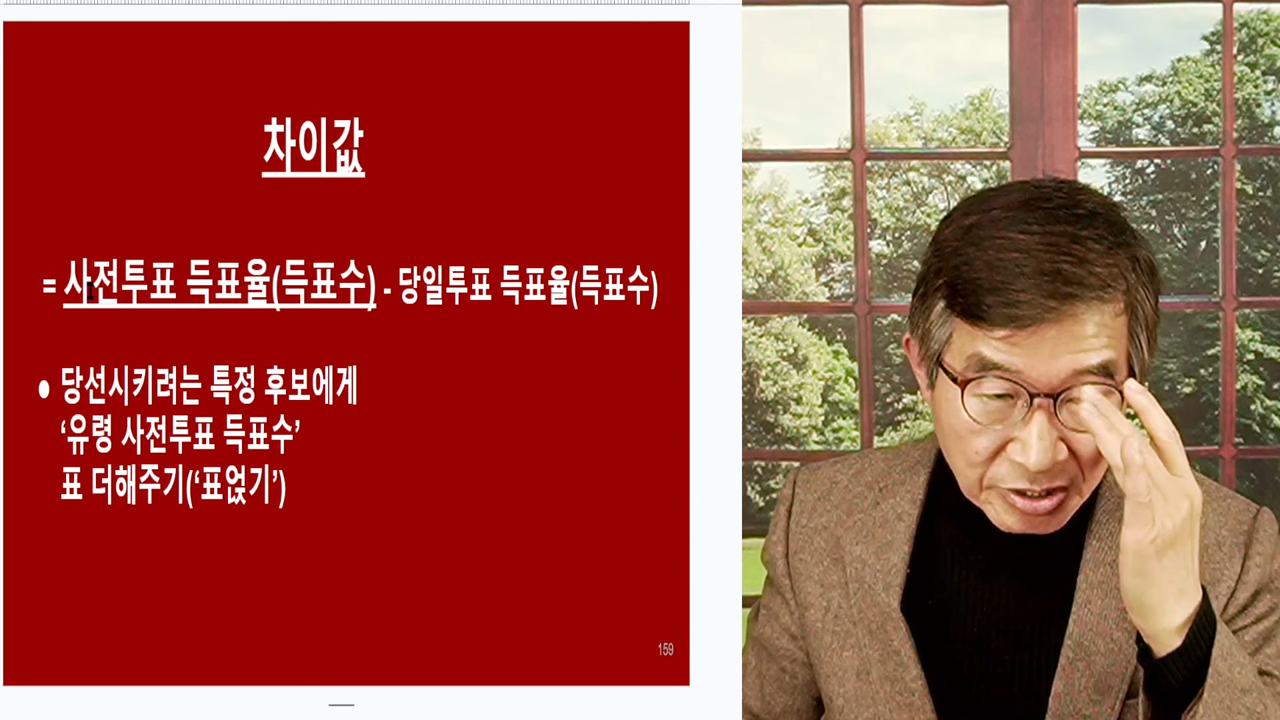 차이값
= 사전투표 득표율(득표수) - 당일투표 득표율(득표수)
● 당선시키려는 특정 후보에게
‘유령 사전투표 득표수’
표 더해주기(‘표얹기’)
159